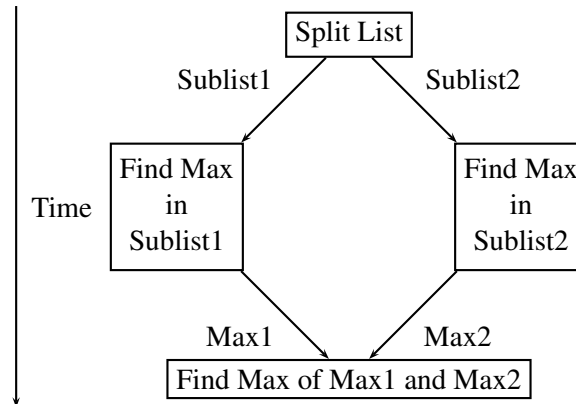 Split List
Sublist1
Sublist2
Find Max
in
Sublist1
Find Max
in
Sublist2
Time
Max1
Max2
Find Max of Max1 and Max2